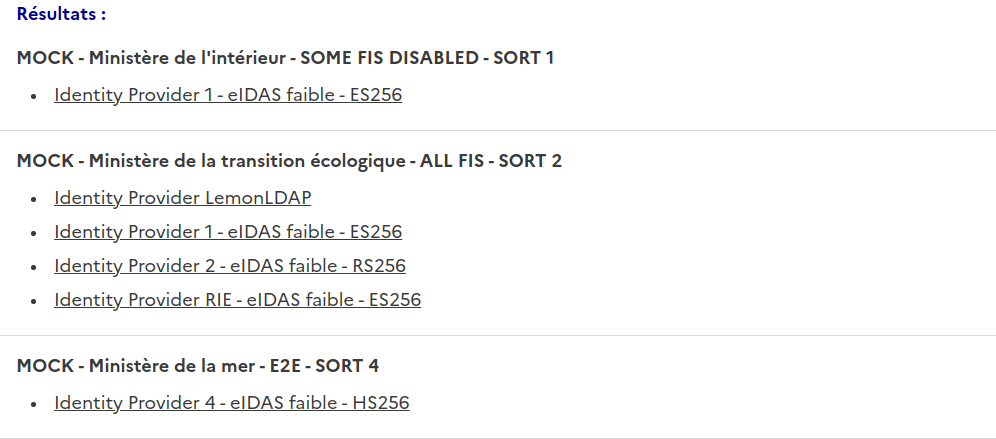 Résultats :
MOCK - Ministère de l'intérieur - SOME FIS DISABLED - SORT 1
Identity Provider 1 - eIDAS faible - ES256
MOCK - Ministère de la transition écologique - ALL FIS - SORT 2
Identity Provider LemonLDAP
Identity Provider 1 - eIDAS faible - ES256
Identity Provider 2 - eIDAS faible - RS256
Identity Provider RIE - eIDAS faible - ES256
MOCK - Ministère de la mer - E2E - SORT 4
Identity Provider 4 - eIDAS faible - HS256